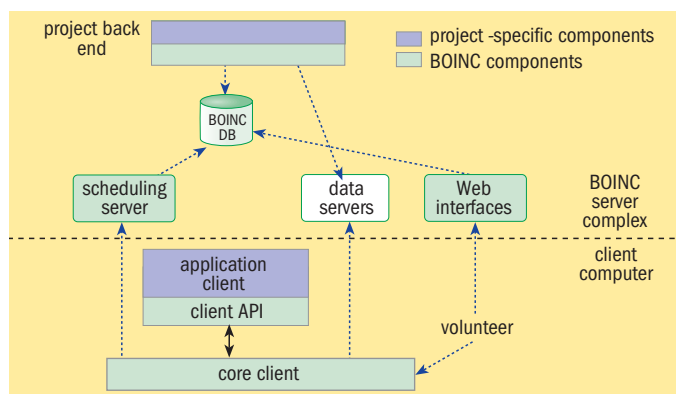 project back
end
project -specific components
BOINC components
BOINC
DB
scheduling
server
data
servers
Web
interfaces
BOINC
server
complex
client
computer
application
client
client API
volunteer
core client